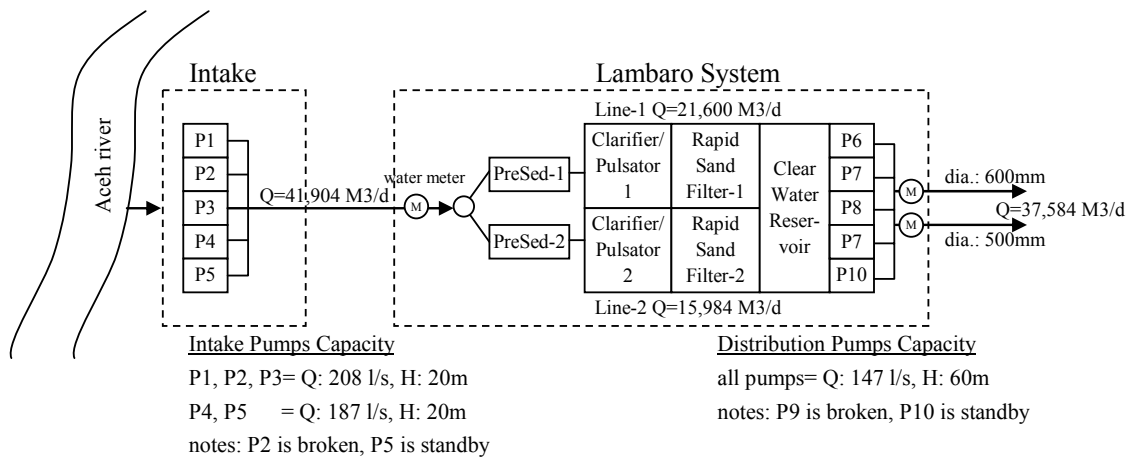 Intake
Lambaro System
Aceh river
P1
P2
P3
P4
P5
Q=41,904 M3/d
water meter
M
PreSed-1
PreSed-2
Line-1 Q=21,600 M3/d
Clarifier/
Pulsator
1
Rapid
Sand
Filter-1
Clarifier/
Pulsator
2
Rapid
Sand
Filter-2
Clear
Water
Reser-
voir
P6
P7
P8
P7
P10
M
M
dia.: 600mm
Q=37,584 M3/d
dia.: 500mm
Line-2 Q=15,984 M3/d
Intake Pumps Capacity
P1, P2, P3= Q: 208 l/s, H: 20m
P4, P5 = Q: 187 l/s, H: 20m
notes: P2 is broken, P5 is standby
Distribution Pumps Capacity
all pumps= Q: 147 l/s, H: 60m
notes: P9 is broken, P10 is standby